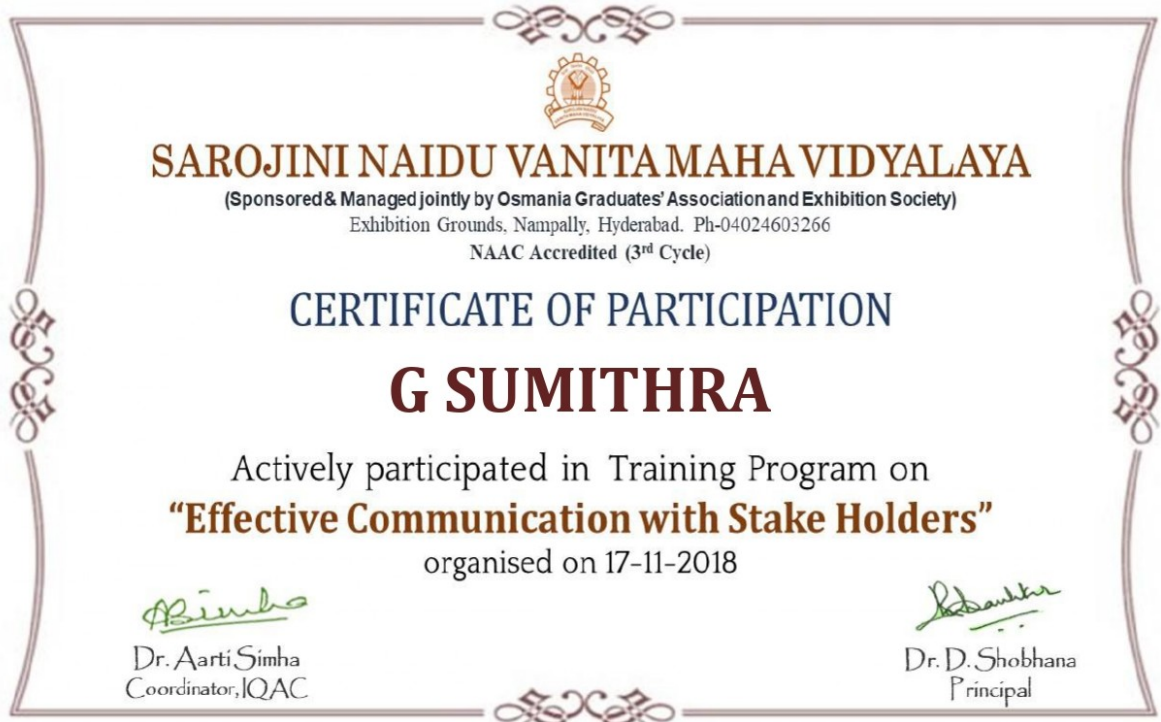 SAROJINI NAIDU VANITA MAHA VIDYALAYA
(Sponsored & Managed jointly by Osmania Graduates' Association and Exhibition Society)
Exhibition Grounds, Nampally, Hyderabad. Ph-04024603266
NAAC Accredited (3rd Cycle)
CERTIFICATE OF PARTICIPATION
G SUMITHRA
Actively participated in Training Program on
“Effective Communication with Stake Holders”
organised on 17-11-2018
Dr. Aarti Simha
Coordinator, IQAC
Dr. D. Shobhana
Principal